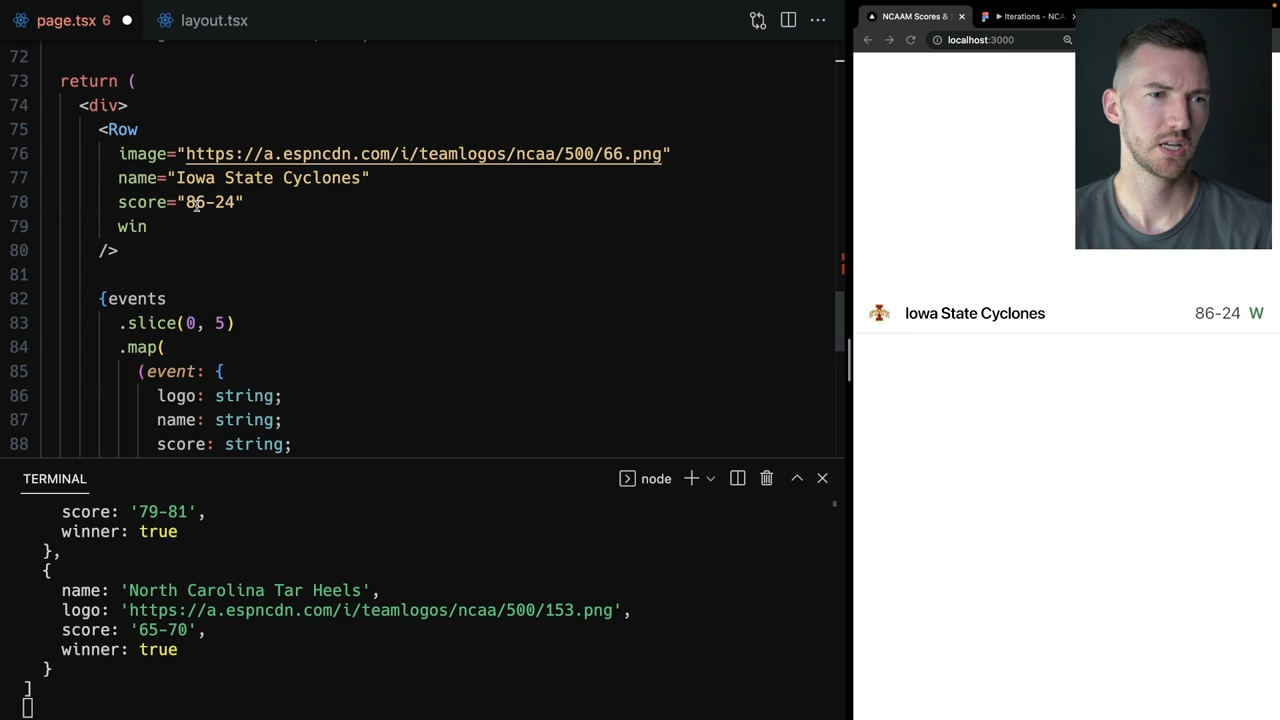 page.tsx 6
layout.tsx
72
73 return (
74 <div>
75 <Row
76 image="https://a.espncdn.com/i/teamlogos/ncaa/500/66.png"
77 name="Iowa State Cyclones"
78 score="86-24"
79 win
80 />
81
82 {events
83 .slice(0, 5)
84 .map(
85 (event: {
86 logo: string;
87 name: string;
88 score: string;
TERMINAL
node
score: '79-81',
winner: true
},
{
name: 'North Carolina Tar Heels',
logo: 'https://a.espncdn.com/i/teamlogos/ncaa/500/153.png',
score: '65-70',
winner: true
}
]
NCAAM Scores &
Iterations - NCA
localhost:3000
Iowa State Cyclones 86-24 W